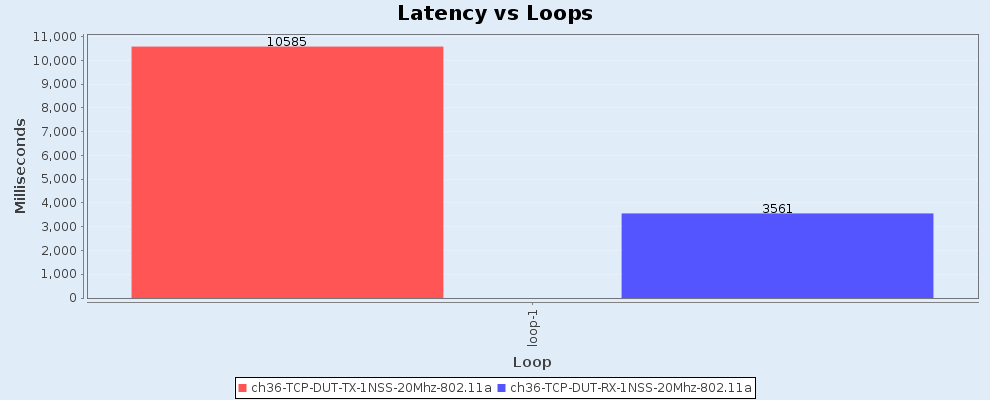 Latency vs Loops
11,000
10,000
9,000
8,000
7,000
6,000
5,000
4,000
3,000
2,000
1,000
0
Milliseconds
10585
3561
loop-1
Loop
ch36-TCP-DUT-TX-1NSS-20Mhz-802.11a ch36-TCP-DUT-RX-1NSS-20Mhz-802.11a